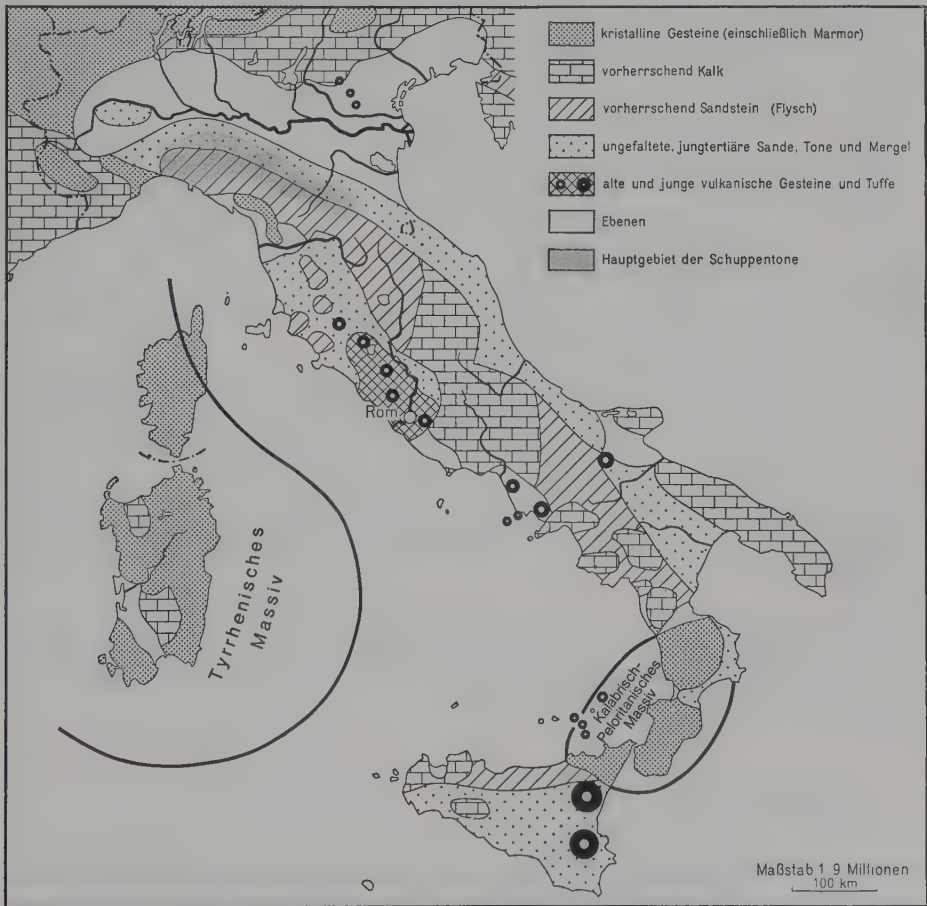 kristalline Gesteine (einschließlich Marmor)
vorherrschend Kalk
vorherrschend Sandstein (Flysch)
ungefaltete, jungtertiäre Sande, Tone und Mergel
alte und junge vulkanische Gesteine und Tuffe
Ebenen
Hauptgebiet der Schuppentone
Rom
Tyrrhenisches
Massiv
Kalabrisch-
Peloritanisches
Massiv
Maßstab 1 9 Millionen
100 km